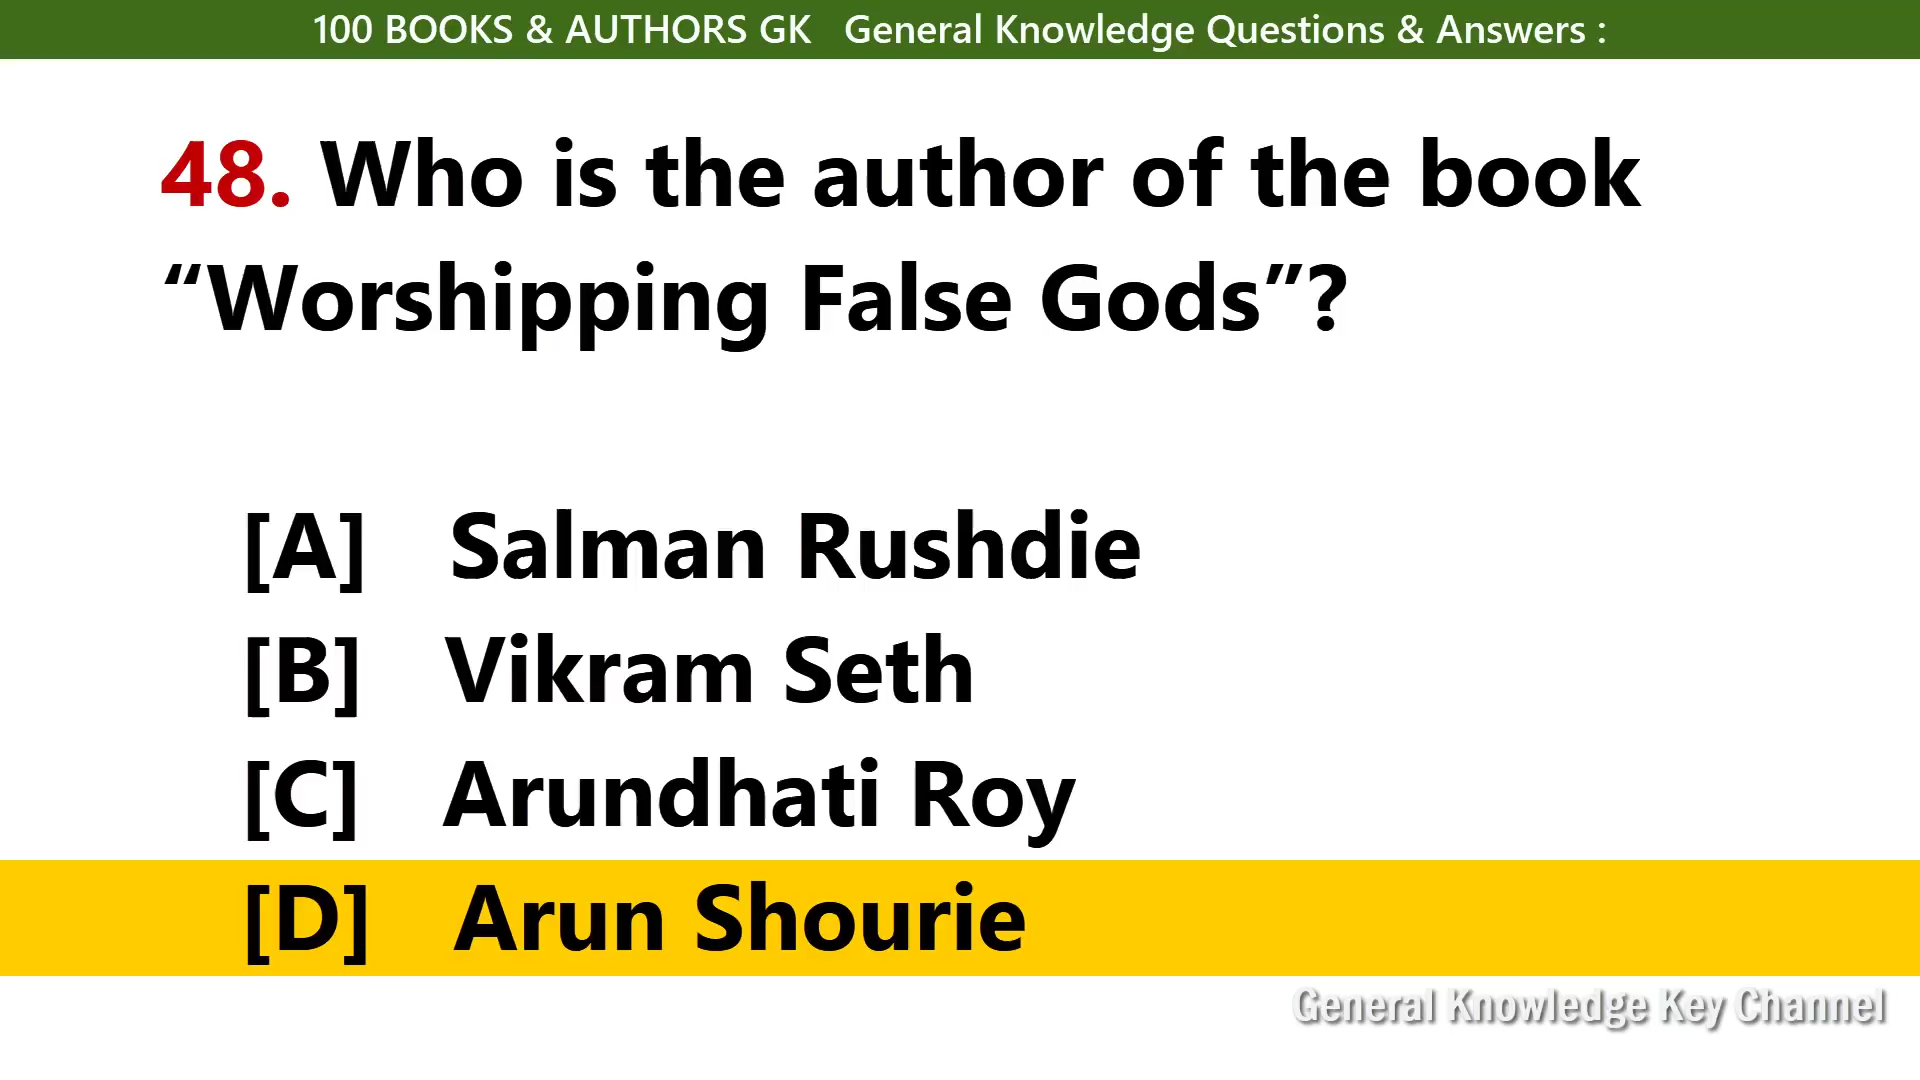 100 BOOKS & AUTHORS GK   General Knowledge Questions & Answers :
48. Who is the author of the book
“Worshipping False Gods”?
[A]   Salman Rushdie
[B]   Vikram Seth
[C]   Arundhati Roy
[D]   Arun Shourie
General Knowledge Key Channel